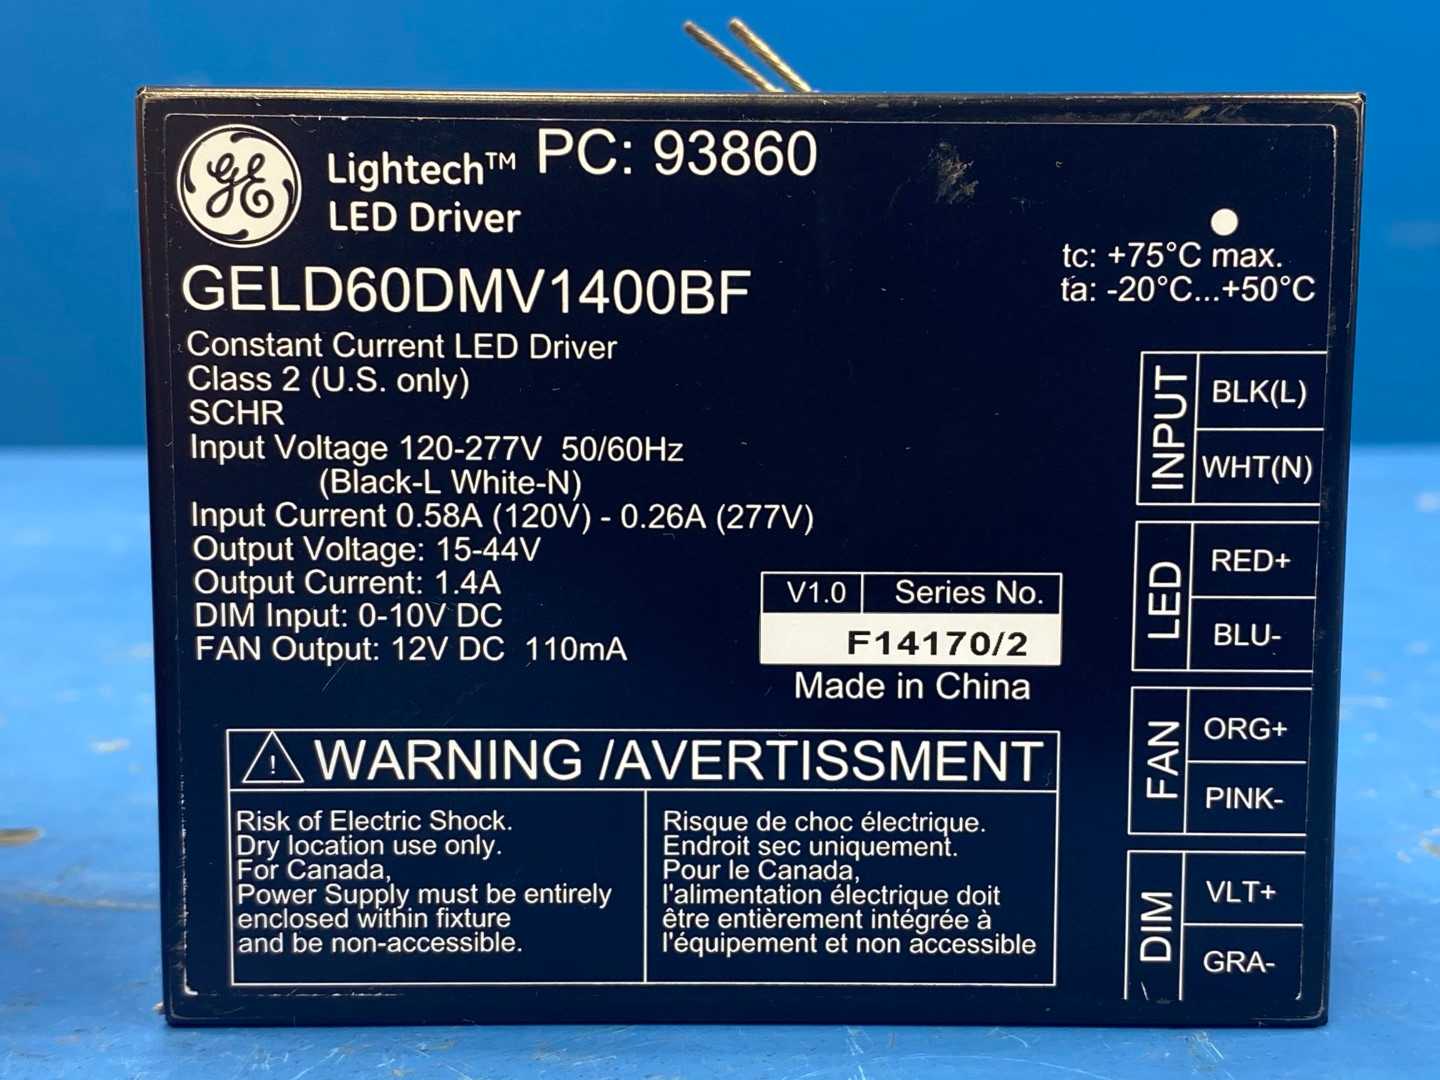 GE
Lightech™ PC: 93860
LED Driver
GELD60DMV1400BF
Constant Current LED Driver
Class 2 (U.S. only)
SCHR
Input Voltage 120-277V 50/60Hz
(Black-L White-N)
Input Current 0.58A (120V) - 0.26A (277V)
Output Voltage: 15-44V
Output Current: 1.4A
DIM Input: 0-10V DC
FAN Output: 12V DC 110mA
V1.0 Series No.
F14170/2
Made in China
WARNING /AVERTISSMENT
Risk of Electric Shock.
Dry location use only.
For Canada,
Power Supply must be entirely
enclosed within fixture
and be non-accessible.
Risque de choc électrique.
Endroit sec uniquement.
Pour le Canada,
l'alimentation électrique doit
être entièrement intégrée à
l'équipement et non accessible
tc: +75°C max.
ta: -20°C...+50°C
INPUT
BLK(L)
WHT(N)
LED
RED+
BLU-
FAN
ORG+
PINK-
DIM
VLT+
GRA-